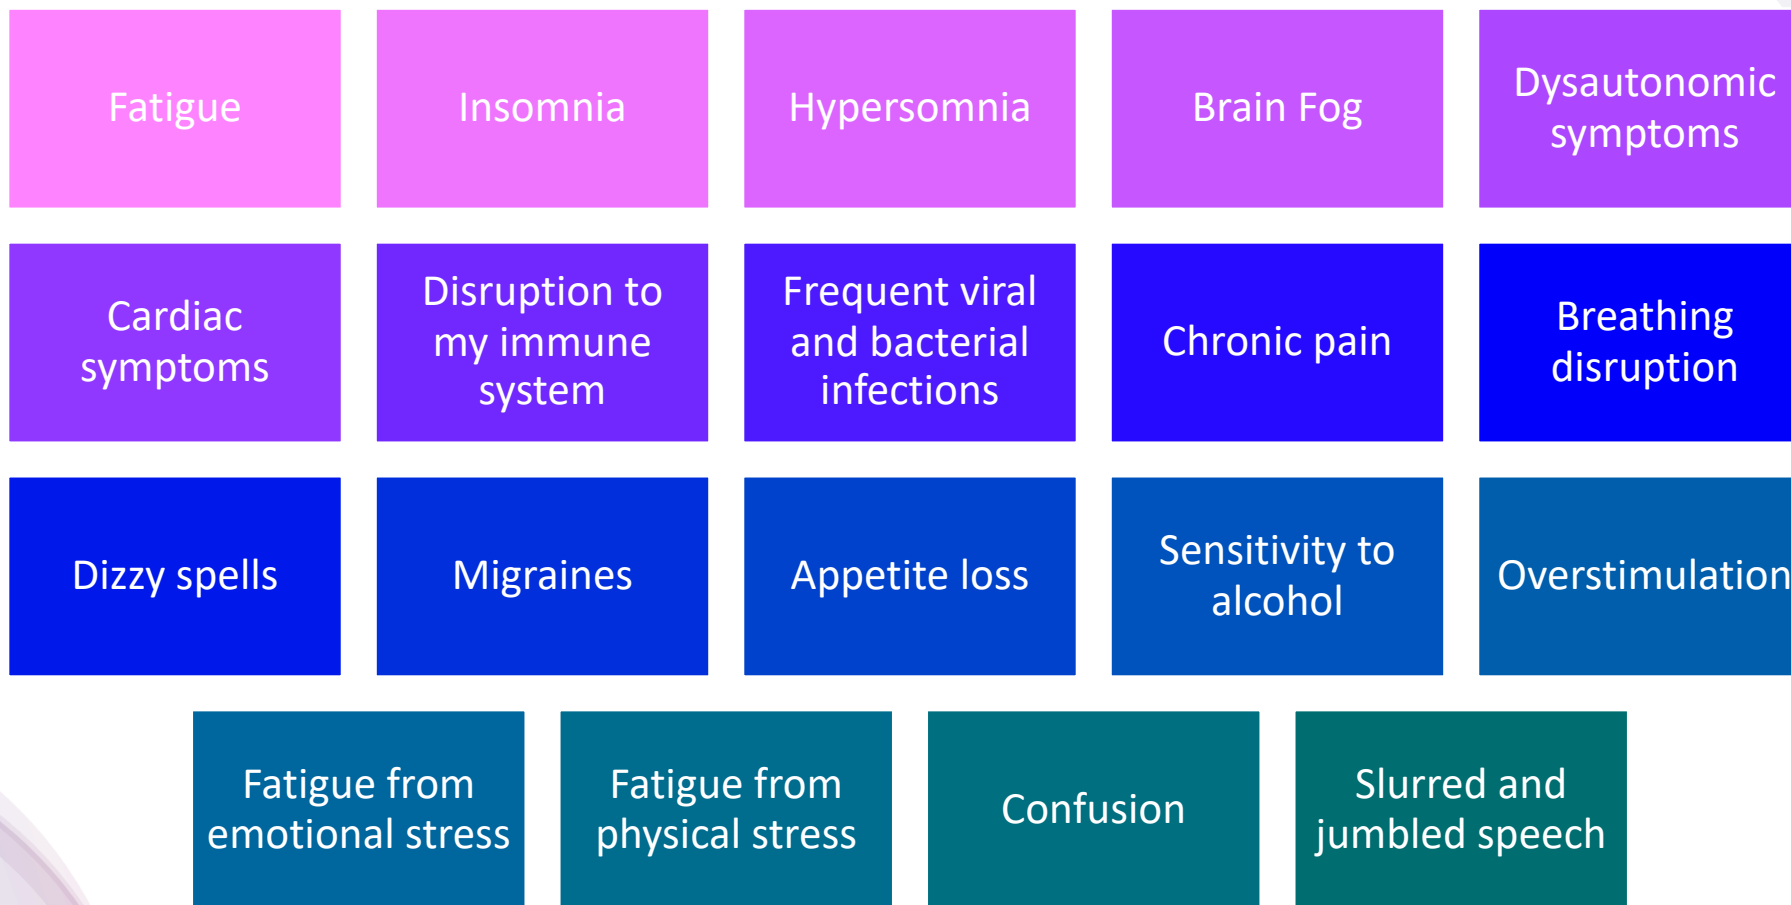 Fatigue
Insomnia
Hypersomnia
Brain Fog
Dysautonomic
symptoms
Cardiac
symptoms
Disruption to
my immune
system
Frequent viral
and bacterial
infections
Chronic pain
Breathing
disruption
Dizzy spells
Migraines
Appetite loss
Sensitivity to
alcohol
Overstimulation
Fatigue from
emotional stress
Fatigue from
physical stress
Confusion
Slurred and
jumbled speech